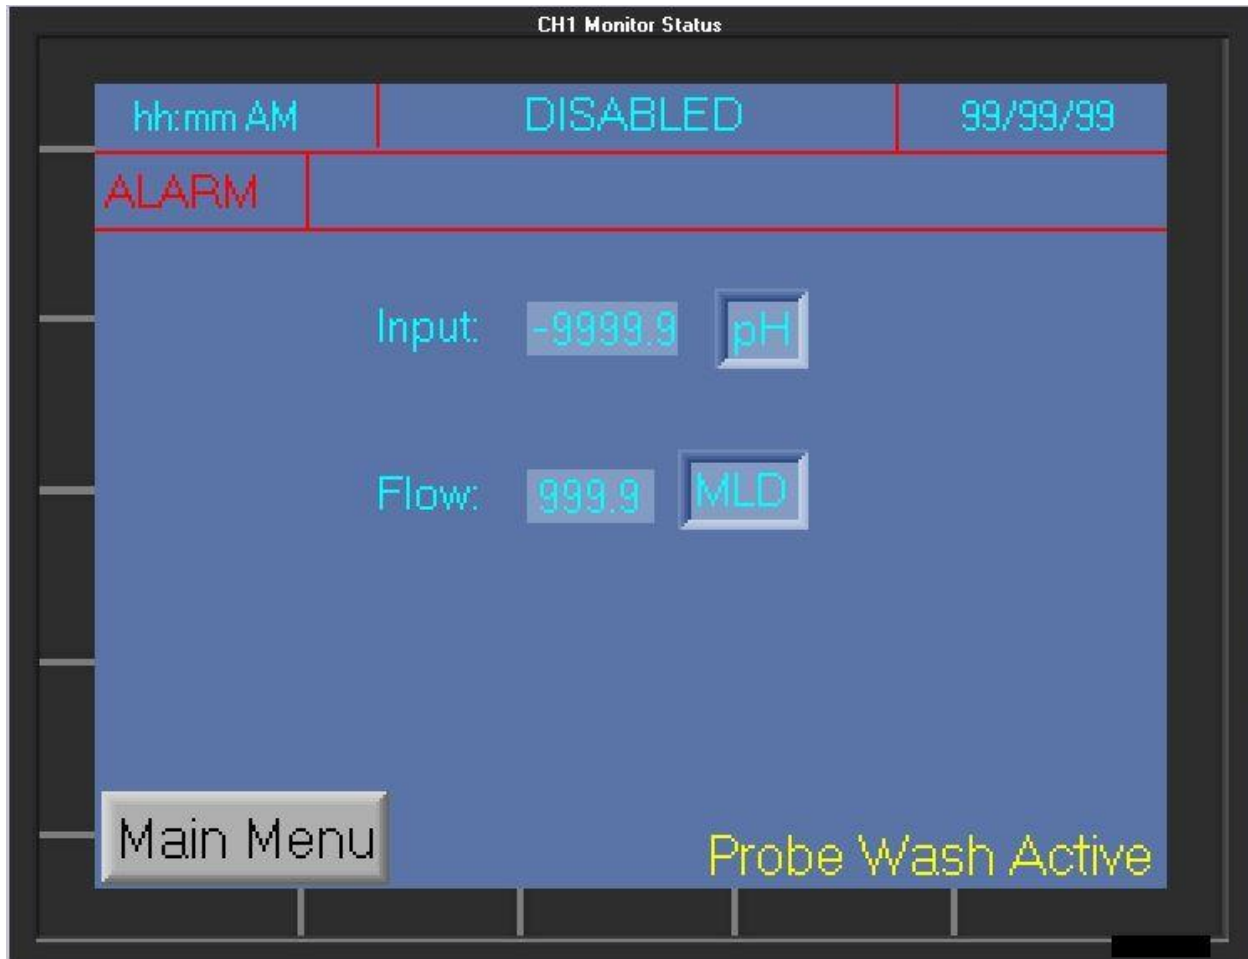 CH1 Monitor Status
hh:mm AM DISABLED 99/99/99
ALARM
Input: -9999.9 pH
Flow: 999.9 MLD
Main Menu
Probe Wash Active